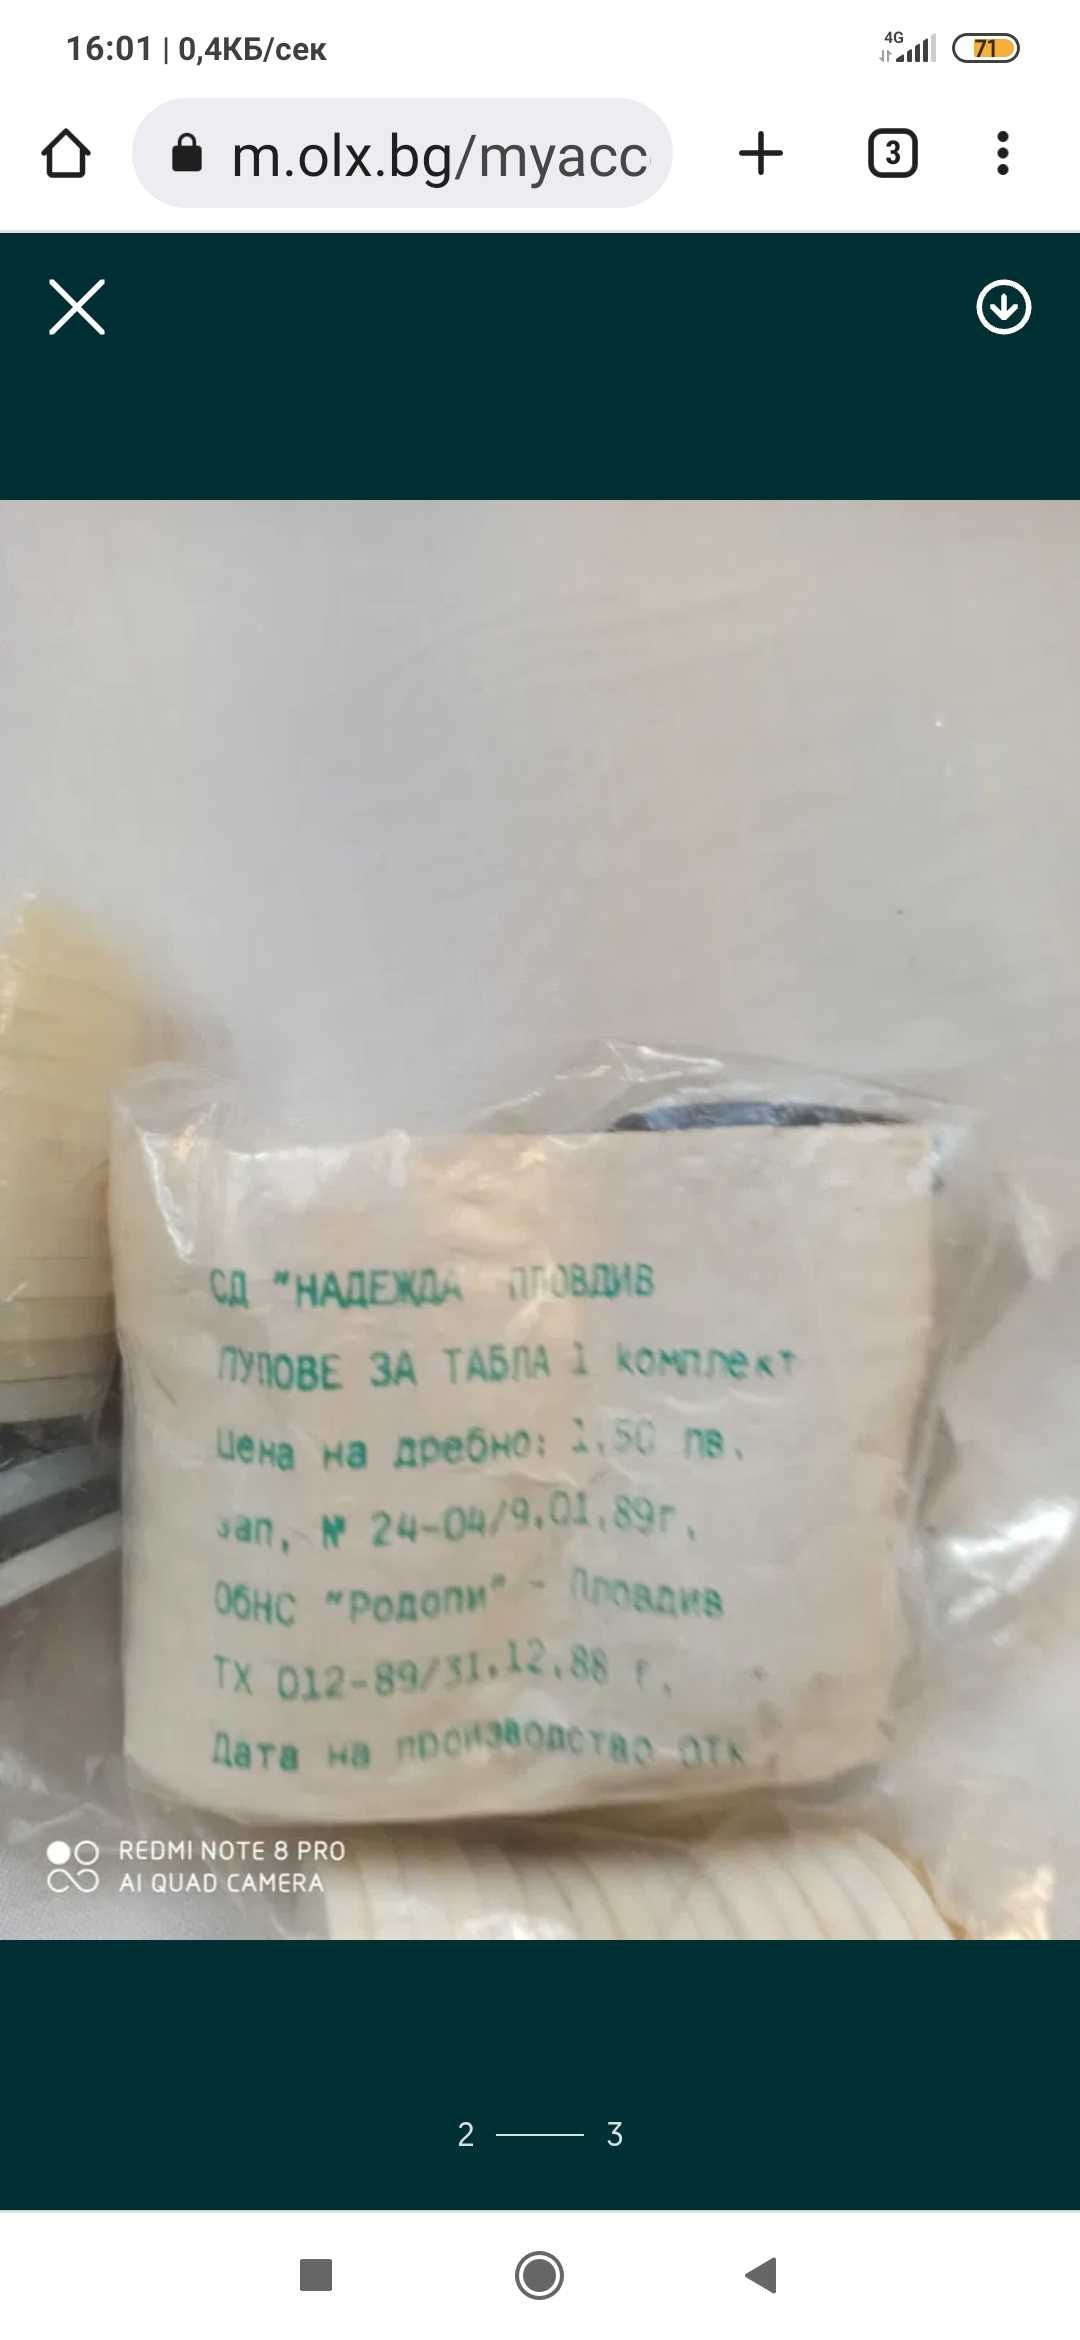 16:01 | 0,4КБ/сек
4G
71
m.olx.bg/myacc
3
СД "НАДЕЖДА ПЛОВДИВ
ПУЛОВЕ ЗА ТАБЛА 1 комплект
Цена на дребно: 1,50 лв.
зап. № 24-04/9.01.89г.
ОбНС "Родопи" - Пловдив
ТХ 012-89/31.12.88 г.
Дата на производство ОТК
REDMI NOTE 8 PRO
AI QUAD CAMERA
2
3